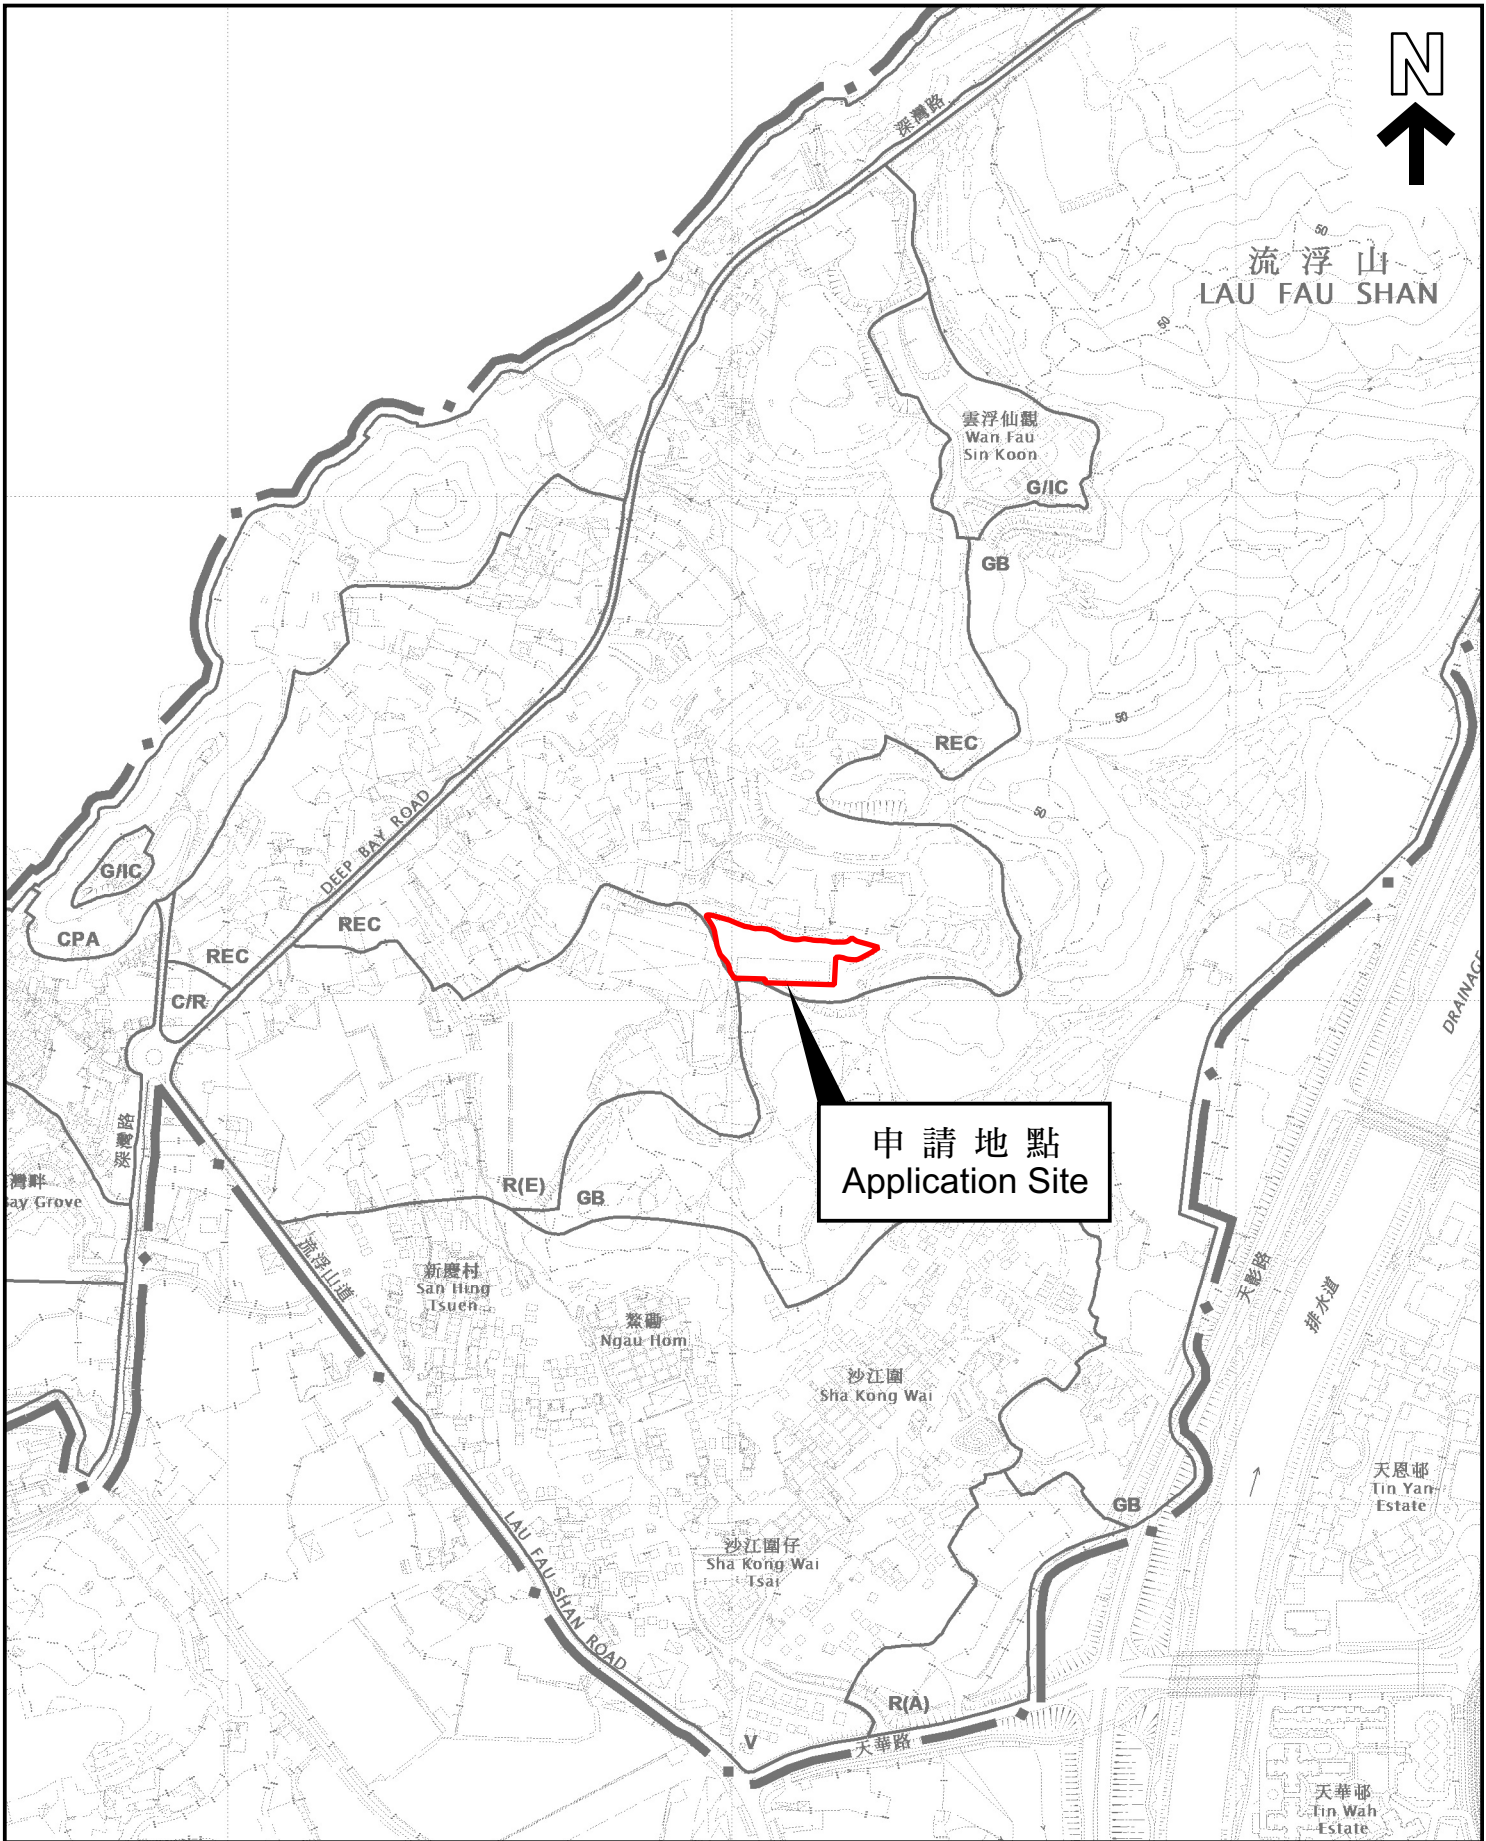 N
深灣路
50
流浮山
LAU FAU SHAN
50
雲浮仙觀
Wan Fau
Sin Koon
G/IC
GB
50
REC
50
DEEP BAY ROAD
G/IC
REC
CPA
REC
C/R
DRAINAGE
申請地點
Application Site
深灣路
灣畔
Bay Grove
R(E)
GB
流浮山道
新慶村
San Hing
Tsuen
天影路
排水道
鰲磡
Ngau Hom
沙江圍
Sha Kong Wai
天恩邨
Tin Yan
Estate
GB
LAU FAU SHAN ROAD
沙江圍仔
Sha Kong Wai
Tsai
R(A)
V
天華路
天華邨
Tin Wah
Estate